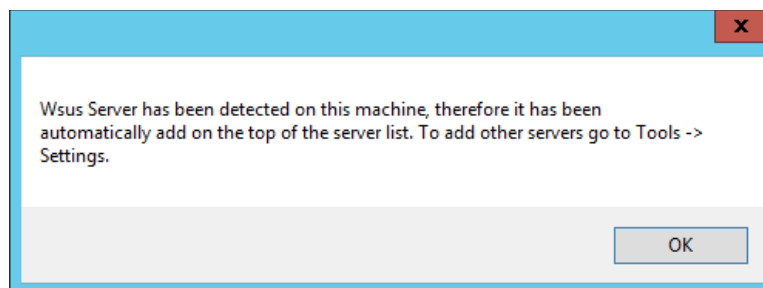 x
Wsus Server has been detected on this machine, therefore it has been
automatically add on the top of the server list. To add other servers go to Tools ->
Settings.
OK